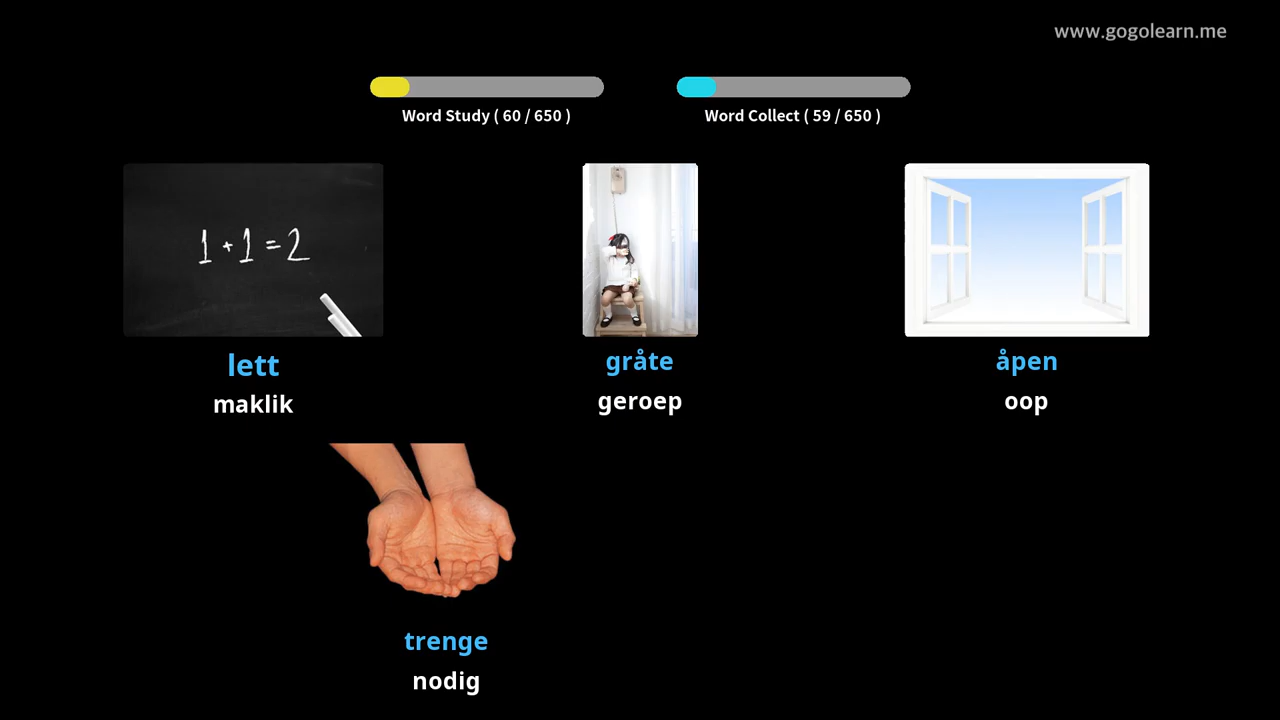 www.gogolearn.me
Word Study ( 60 / 650 )
Word Collect ( 59 / 650 )
1 + 1 = 2
lett
maklik
gråte
geroep
åpen
oop
trenge
nodig